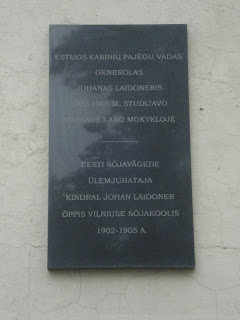 ESTIJOS KARINIŲ PAJĖGŲ VADAS
GENEROLAS
JOHANAS LAIDONERIS
1902-1905 M. STUDIJAVO
VILNIAUS KARO MOKYKLOJE
EESTI SÕJAVÄGEDE
ÜLEMJUHATAJA
KINDRAL JOHAN LAIDONER
ÕPPIS VILNIUSE SÕJAKOOLIS
1902-1905 A.